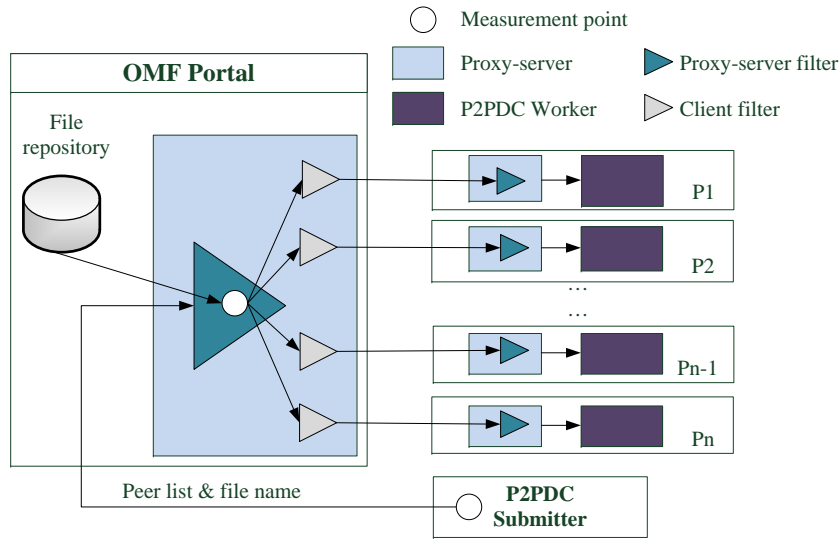 Measurement point
Proxy-server
Proxy-server filter
P2PDC Worker
Client filter
OMF Portal
File
repository
P1
P2
...
...
Pn-1
Pn
Peer list & file name
P2PDC
Submitter